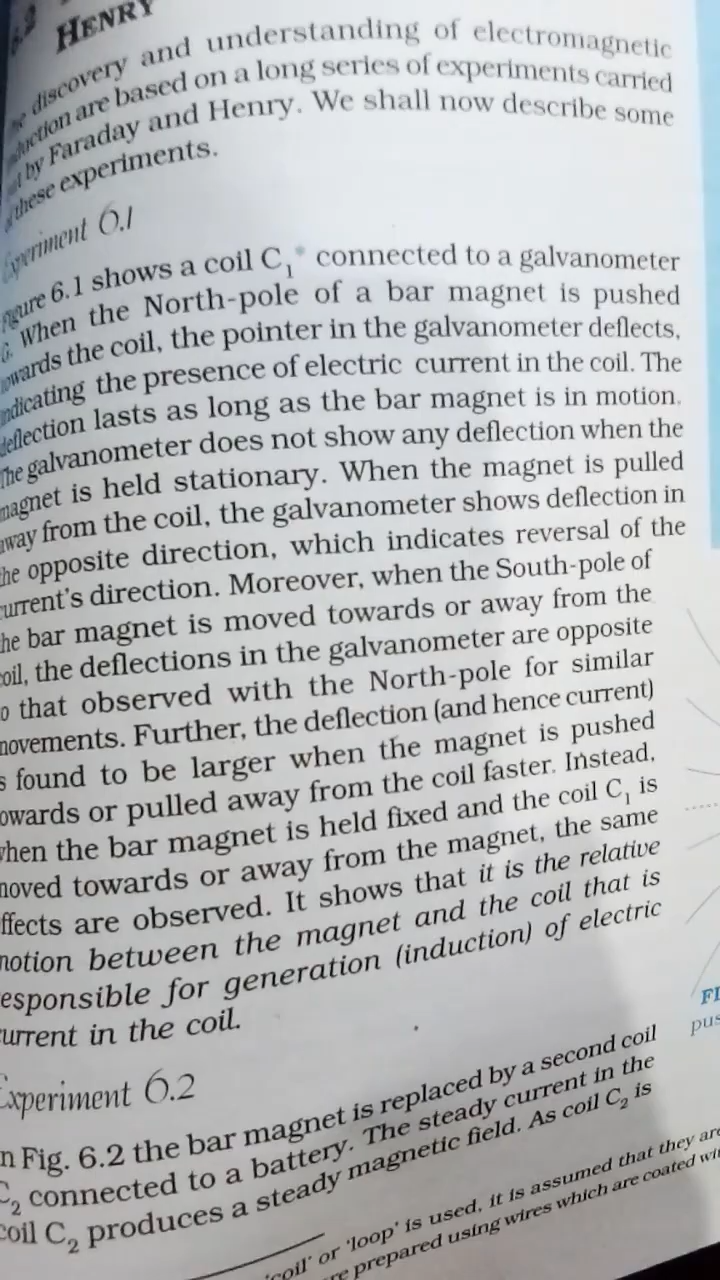 6.2
HENRY
discovery and understanding of electromagnetic
are based on a long series of experiments carried
by Faraday and Henry. We shall now describe some
these experiments.
Experiment 6.1
Figure 6.1 shows a coil C₁* connected to a galvanometer
G. When the North-pole of a bar magnet is pushed
towards the coil, the pointer in the galvanometer deflects,
indicating the presence of electric current in the coil. The
deflection lasts as long as the bar magnet is in motion.
The galvanometer does not show any deflection when the
magnet is held stationary. When the magnet is pulled
away from the coil, the galvanometer shows deflection in
the opposite direction, which indicates reversal of the
current's direction. Moreover, when the South-pole of
the bar magnet is moved towards or away from the
coil, the deflections in the galvanometer are opposite
to that observed with the North-pole for similar
movements. Further, the deflection (and hence current)
is found to be larger when the magnet is pushed
towards or pulled away from the coil faster. Instead,
when the bar magnet is held fixed and the coil C₁ is
moved towards or away from the magnet, the same
effects are observed. It shows that it is the relative
motion between the magnet and the coil that is
responsible for generation (induction) of electric
current in the coil.
Experiment 6.2
In Fig. 6.2 the bar magnet is replaced by a second coil
C₂ connected to a battery. The steady current in the
coil C₂ produces a steady magnetic field. As coil C₂ is
'coil' or 'loop' is used, it is assumed that they are
prepared using wires which are coated